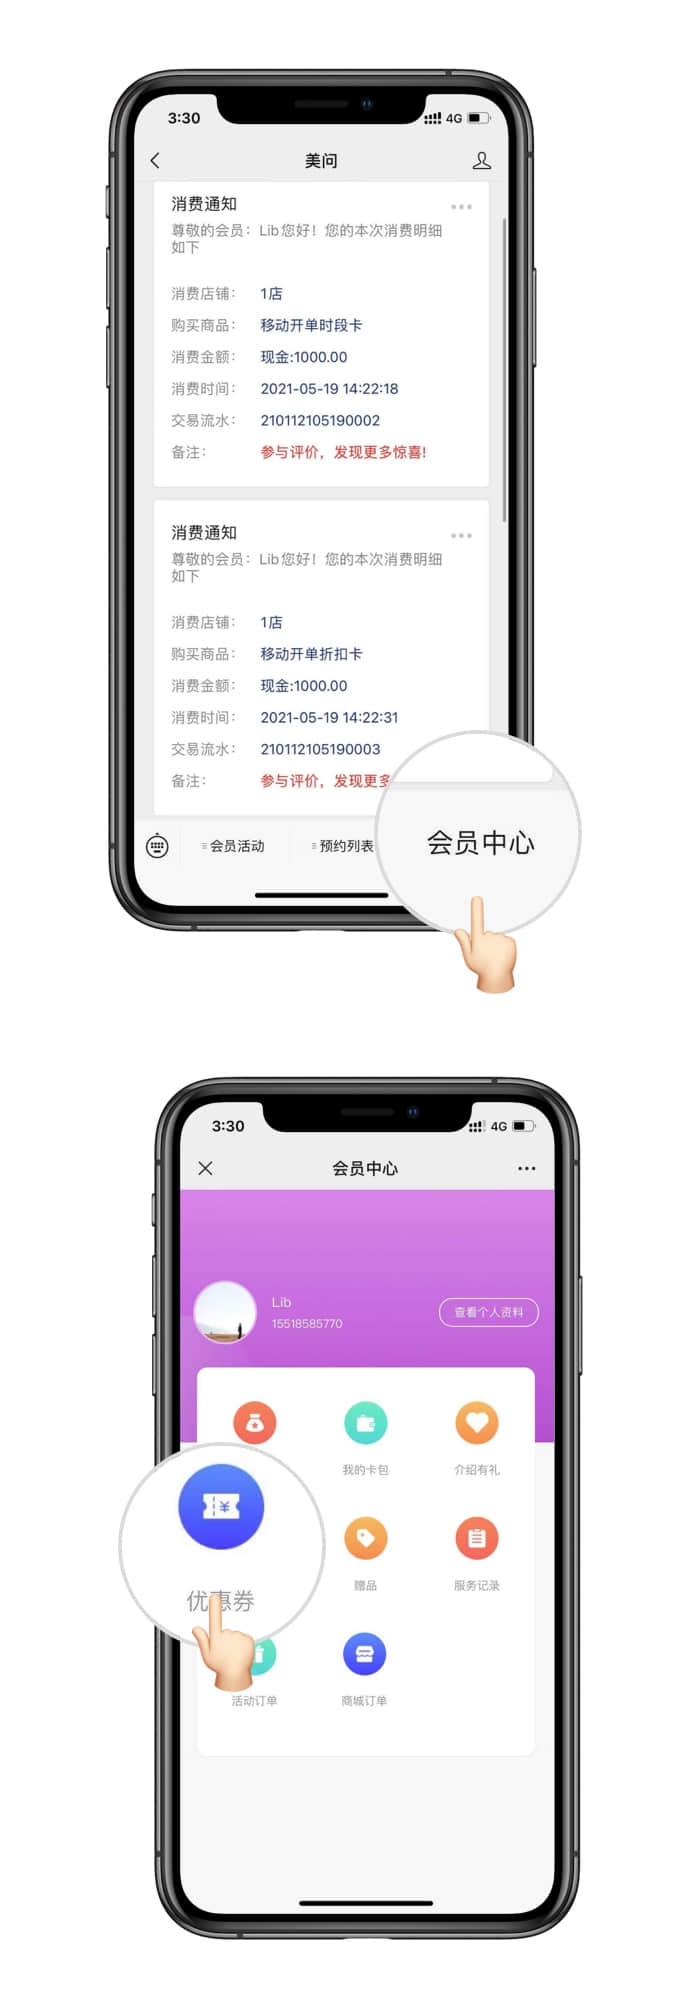 3:30
4G
美问
消费通知
尊敬的会员：Lib您好！您的本次消费明细
如下
消费店铺： 1店
购买商品： 移动开单时段卡
消费金额： 现金:1000.00
消费时间： 2021-05-19 14:22:18
交易流水： 210112105190002
备注： 参与评价，发现更多惊喜!
消费通知
尊敬的会员：Lib您好！您的本次消费明细
如下
消费店铺： 1店
购买商品： 移动开单折扣卡
消费金额： 现金:1000.00
消费时间： 2021-05-19 14:22:31
交易流水： 210112105190003
备注： 参与评价，发现更多
会员活动 预约列表 会员中心
3:30
4G
会员中心
Lib
15518585770
查看个人资料
我的卡包 介绍有礼
优惠券 赠品 服务记录
活动订单 商城订单